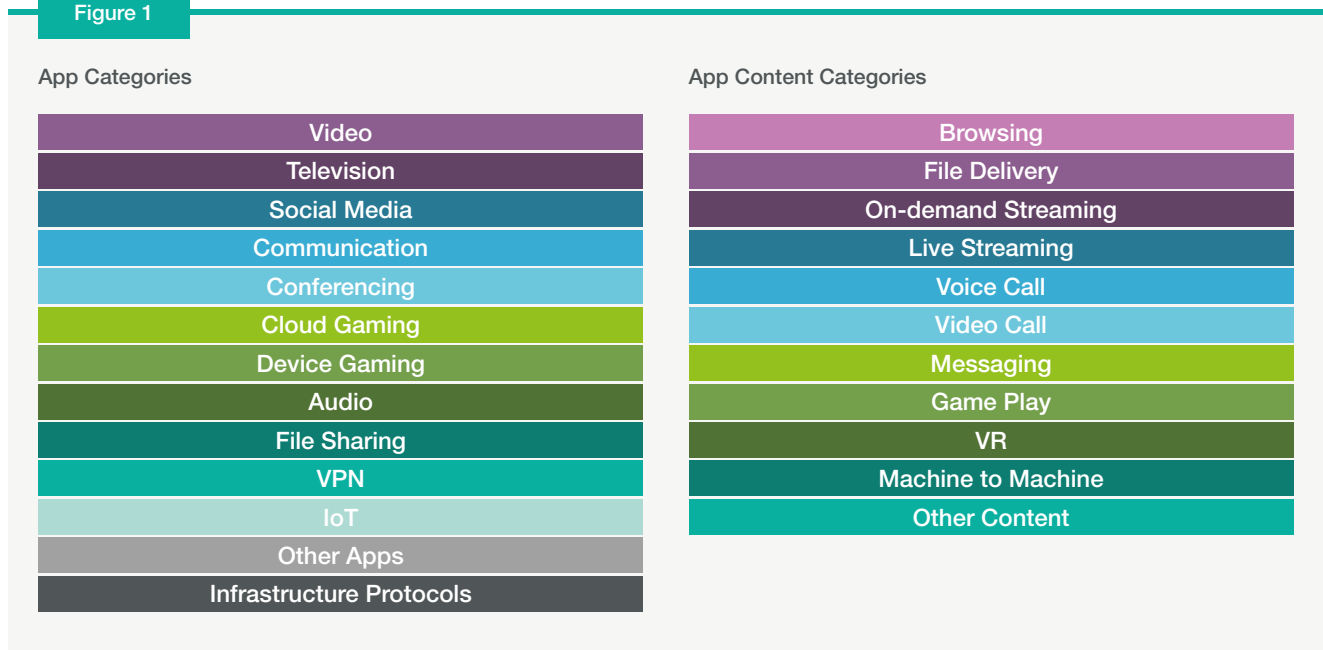 Figure 1
App Categories
Video
Television
Social Media
Communication
Conferencing
Cloud Gaming
Device Gaming
Audio
File Sharing
VPN
IoT
Other Apps
Infrastructure Protocols
App Content Categories
Browsing
File Delivery
On-demand Streaming
Live Streaming
Voice Call
Video Call
Messaging
Game Play
VR
Machine to Machine
Other Content